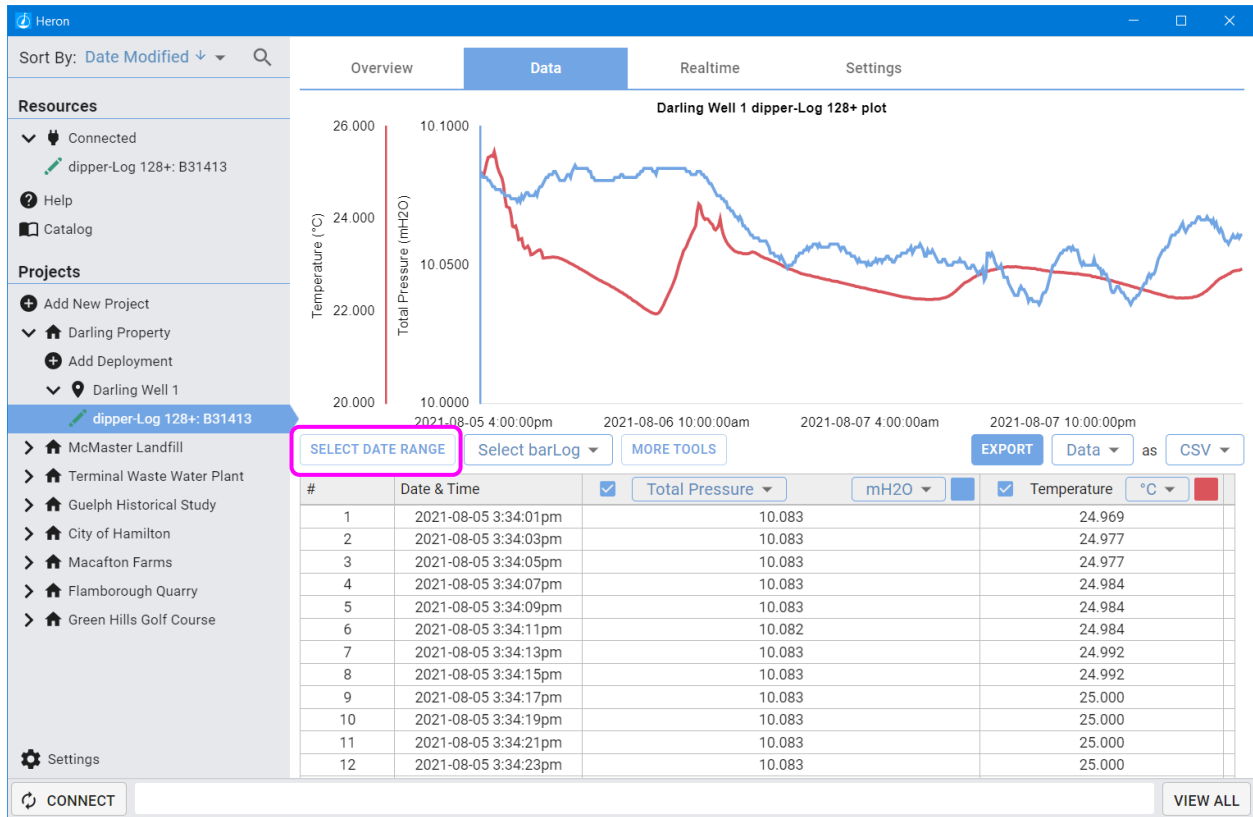 Heron
Sort By: Date Modified
Resources
Connected
dipper-Log 128+: B31413
Help
Catalog
Projects
Add New Project
Darling Property
Add Deployment
Darling Well 1
dipper-Log 128+: B31413
McMaster Landfill
Terminal Waste Water Plant
Guelph Historical Study
City of Hamilton
Macafton Farms
Flamborough Quarry
Green Hills Golf Course
Settings
Overview Data Realtime Settings
Darling Well 1 dipper-Log 128+ plot
Temperature (°C)
26.000
24.000
22.000
20.000
Total Pressure (mH2O)
10.1000
10.0500
10.0000
2021-08-05 4:00:00pm 2021-08-06 10:00:00am 2021-08-07 4:00:00am 2021-08-07 10:00:00pm
SELECT DATE RANGE Select barLog MORE TOOLS EXPORT Data as CSV
# Date & Time Total Pressure mH2O Temperature °C
1 2021-08-05 3:34:01pm 10.083 24.969
2 2021-08-05 3:34:03pm 10.083 24.977
3 2021-08-05 3:34:05pm 10.083 24.977
4 2021-08-05 3:34:07pm 10.083 24.984
5 2021-08-05 3:34:09pm 10.083 24.984
6 2021-08-05 3:34:11pm 10.082 24.984
7 2021-08-05 3:34:13pm 10.083 24.992
8 2021-08-05 3:34:15pm 10.083 24.992
9 2021-08-05 3:34:17pm 10.083 25.000
10 2021-08-05 3:34:19pm 10.083 25.000
11 2021-08-05 3:34:21pm 10.083 25.000
12 2021-08-05 3:34:23pm 10.083 25.000
CONNECT VIEW ALL